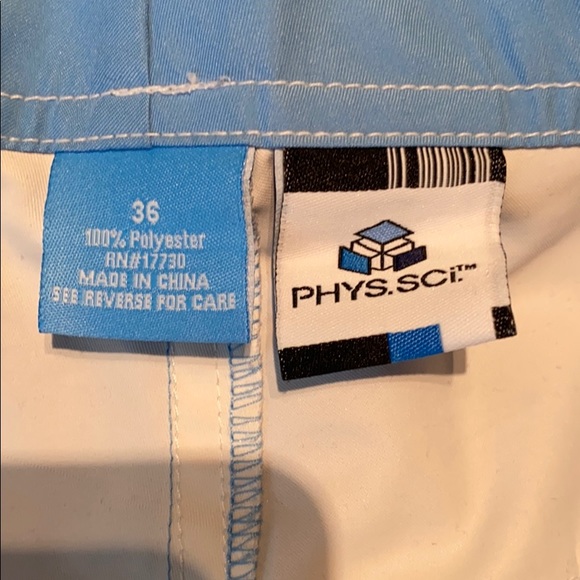 36
100% Polyester
RN#17730
MADE IN CHINA
SEE REVERSE FOR CARE
PHYS.SCi.™